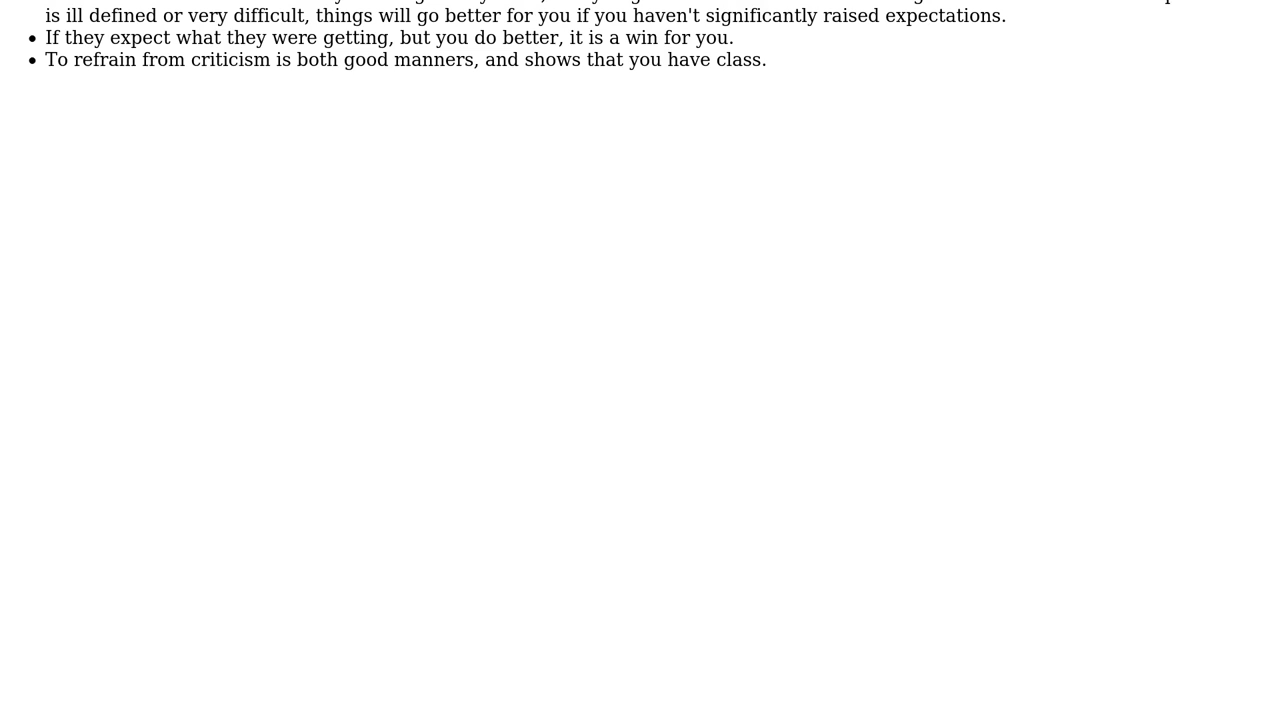 is ill defined or very difficult, things will go better for you if you haven't significantly raised expectations.
If they expect what they were getting, but you do better, it is a win for you.
To refrain from criticism is both good manners, and shows that you have class.